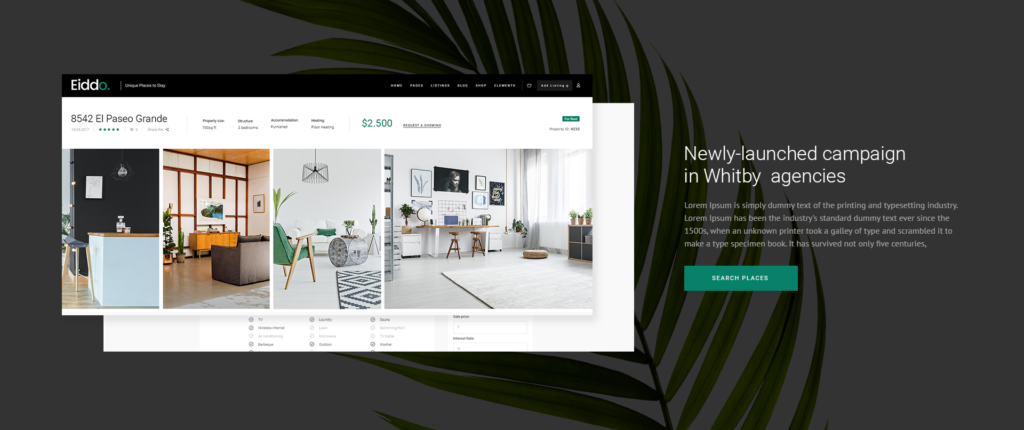 Eiddo.
Unique Places to Stay.
HOME PAGES LISTINGS BLOG SHOP ELEMENTS
Add Listing
8542 El Paseo Grande
Property size:
Structure:
2 bedrooms
Accommodation:
Furnished
Heating:
Floor Heating
$2.500
REQUEST A SHOWING
For Rent
Property ID: #233
Newly-launched campaign
in Whitby agencies
Lorem Ipsum is simply dummy text of the printing and typesetting industry.
Lorem Ipsum has been the industry's standard dummy text ever since the
1500s, when an unknown printer took a galley of type and scrambled it to
make a type specimen book. It has survived not only five centuries,
SEARCH PLACES
TV
Laundry
Sauna
Wireless Internet
Lawn
Swimming Pool
Air conditioning
Microwave
TV Cable
Barbeque
Outdoor
Washer
Sale price:
Interest Rate: